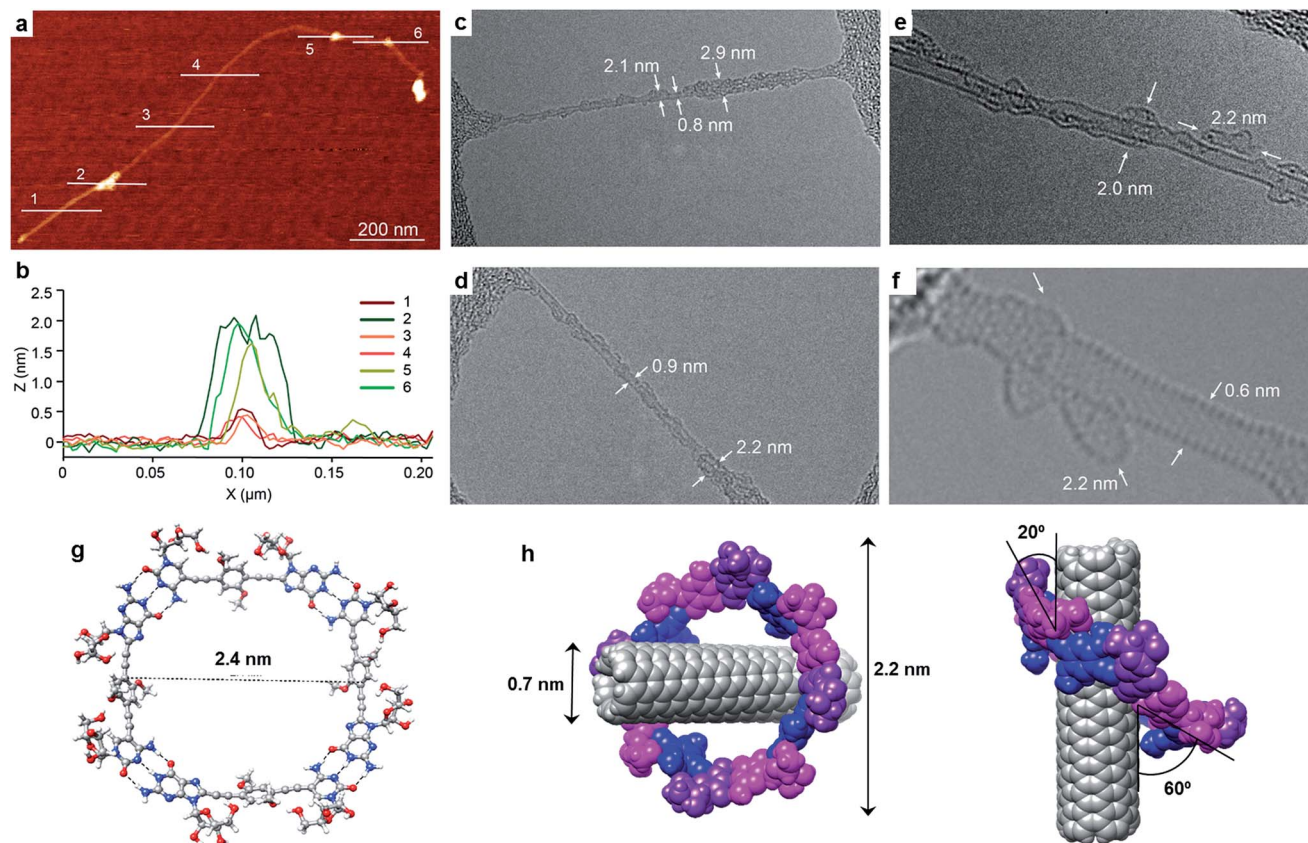 a
1
2
3
4
5
6
200 nm
b
2.5
2.0
1.5
1.0
0.5
0
Z (nm)
0
0.05
0.10
0.15
0.20
X (µm)
1
2
3
4
5
6
c
2.1 nm
2.9 nm
0.8 nm
d
0.9 nm
2.2 nm
e
2.2 nm
2.0 nm
f
0.6 nm
2.2 nm
g
2.4 nm
h
0.7 nm
2.2 nm
20º
60º